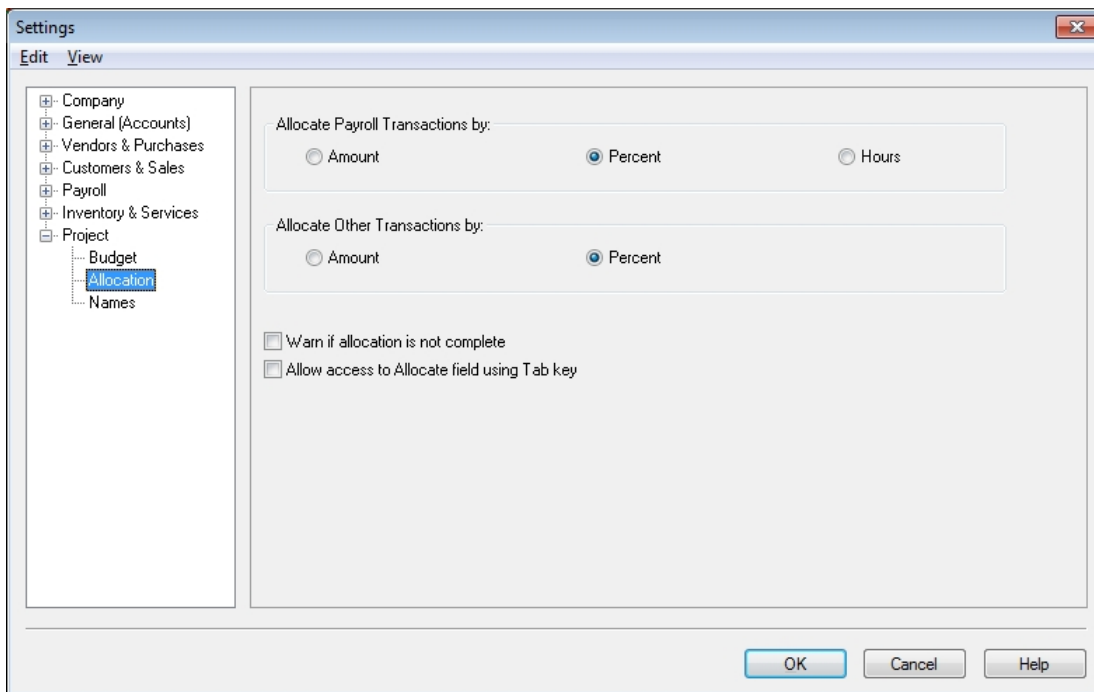 Settings
Edit View
Company
General (Accounts)
Vendors & Purchases
Customers & Sales
Payroll
Inventory & Services
Project
Budget
Allocation
Names
Allocate Payroll Transactions by:
Amount Percent Hours
Allocate Other Transactions by:
Amount Percent
Warn if allocation is not complete
Allow access to Allocate field using Tab key
OK Cancel Help